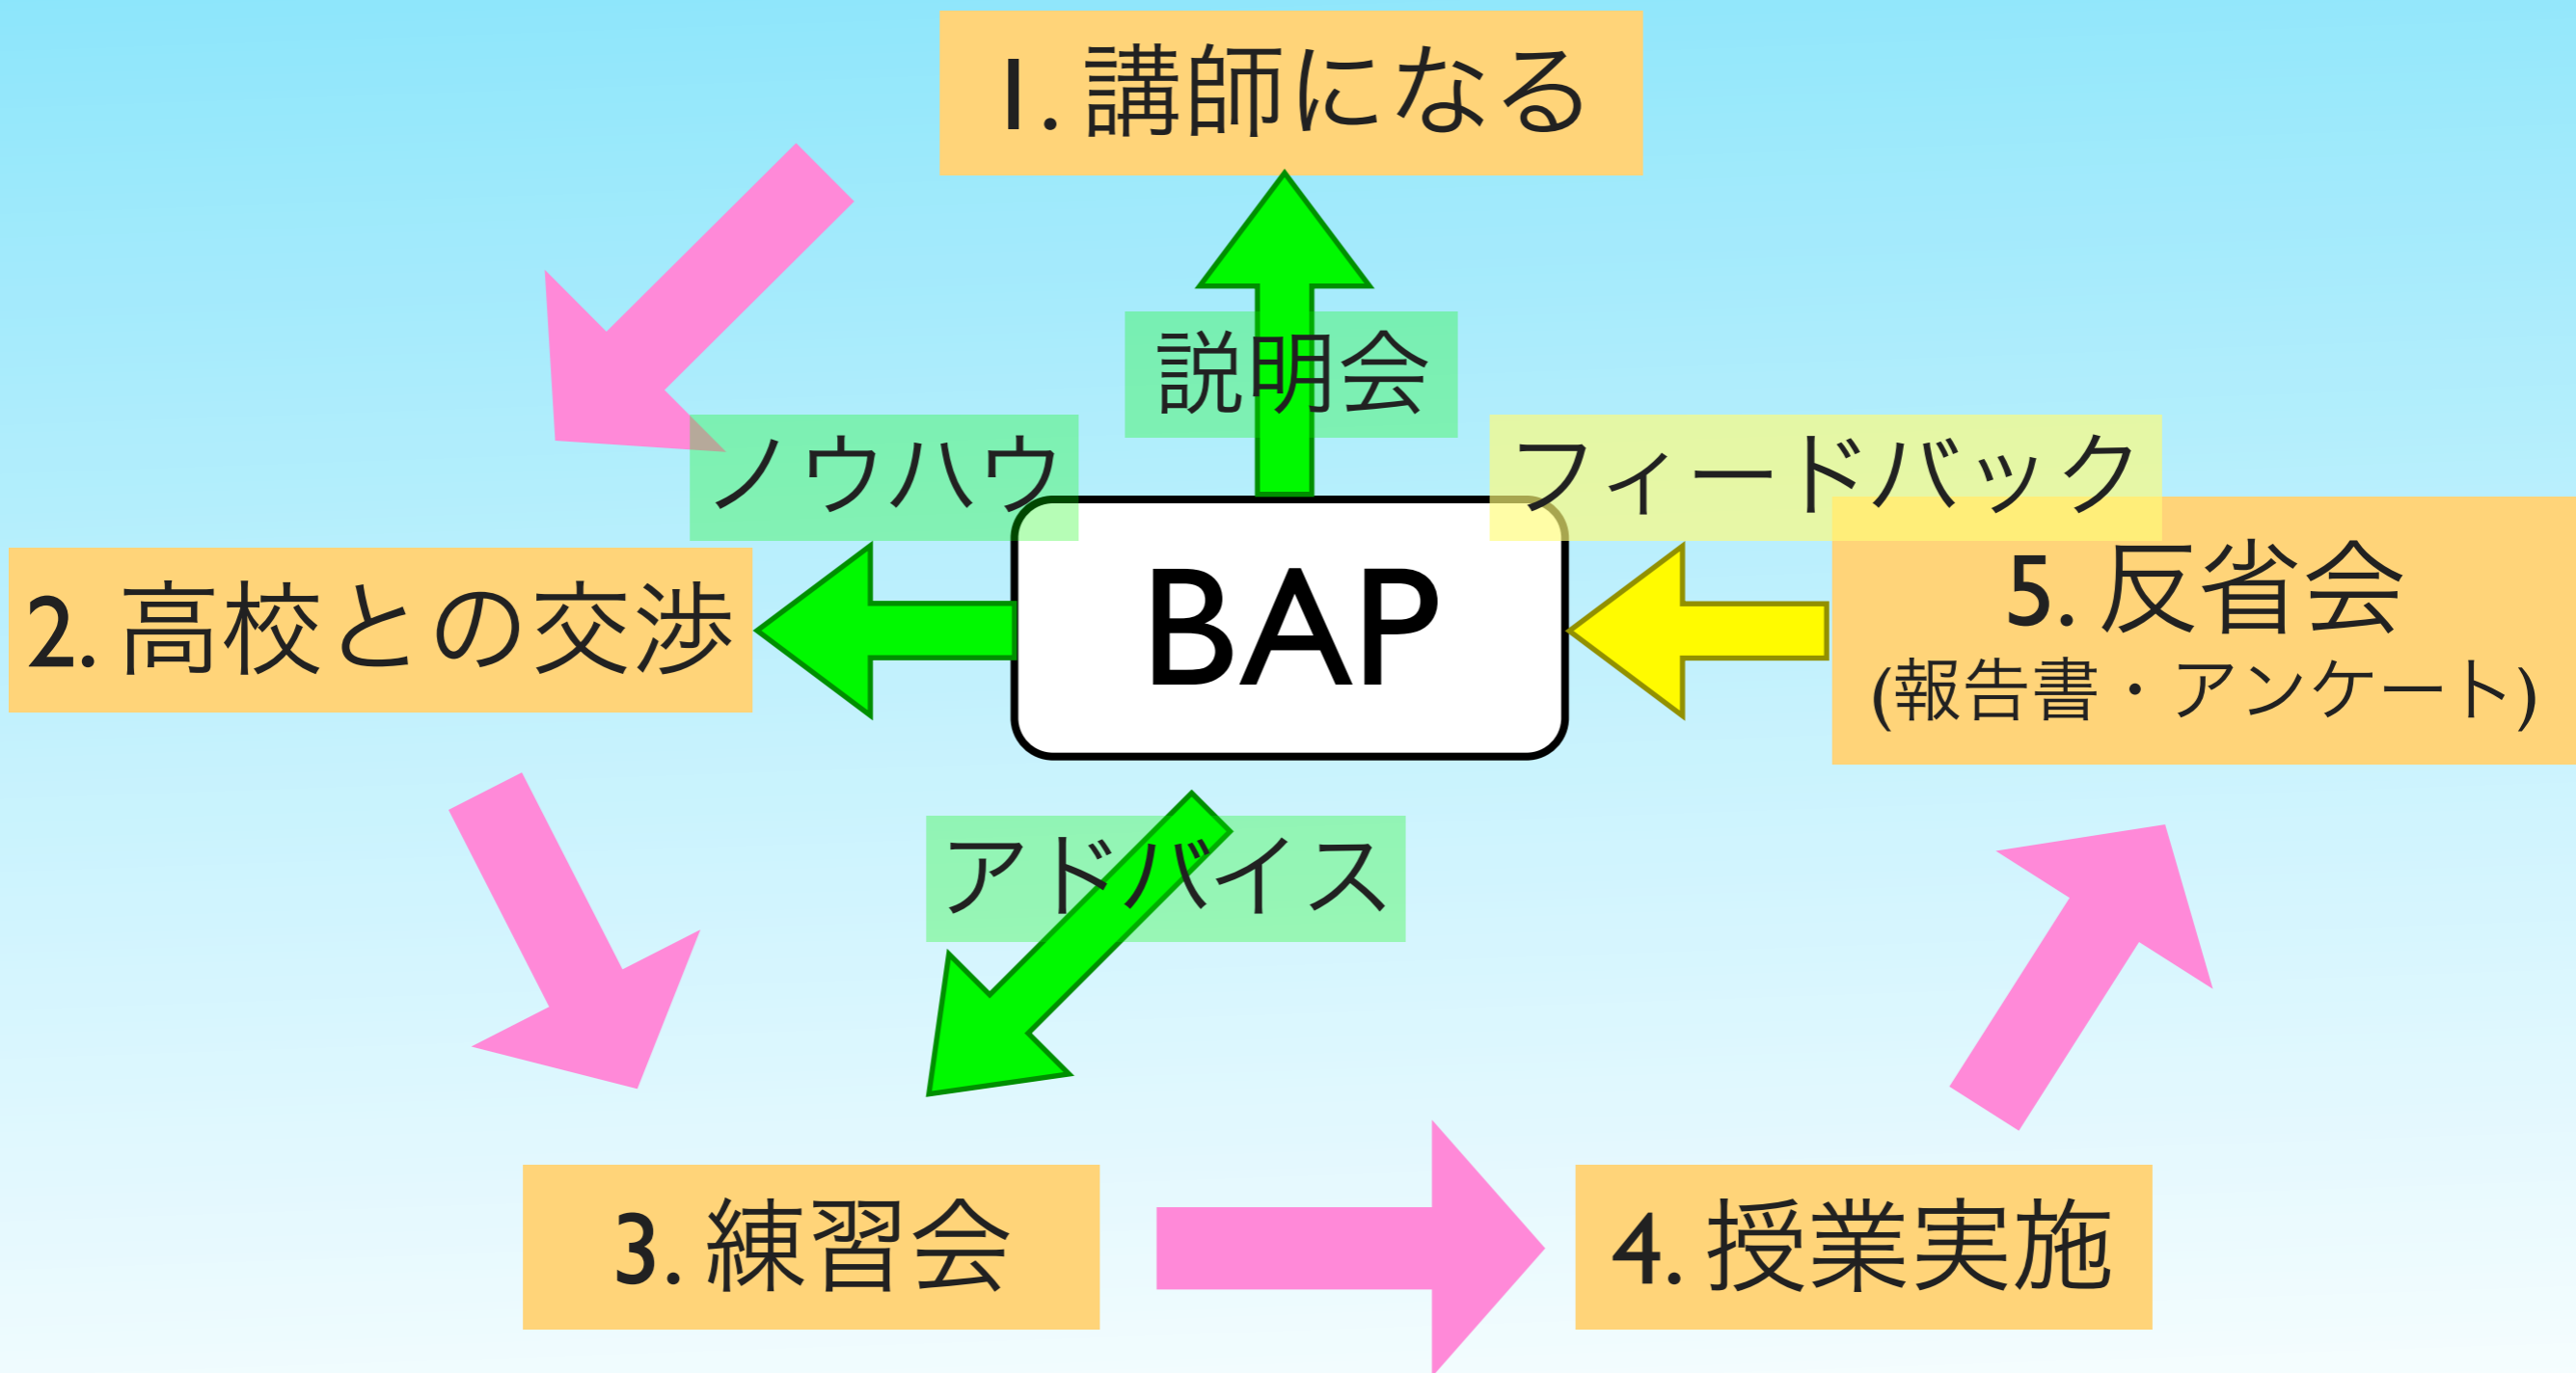 1. 講師になる
説明会
ノウハウ
フィードバック
2. 高校との交渉
BAP
5. 反省会
(報告書・アンケート)
アドバイス
3. 練習会
4. 授業実施